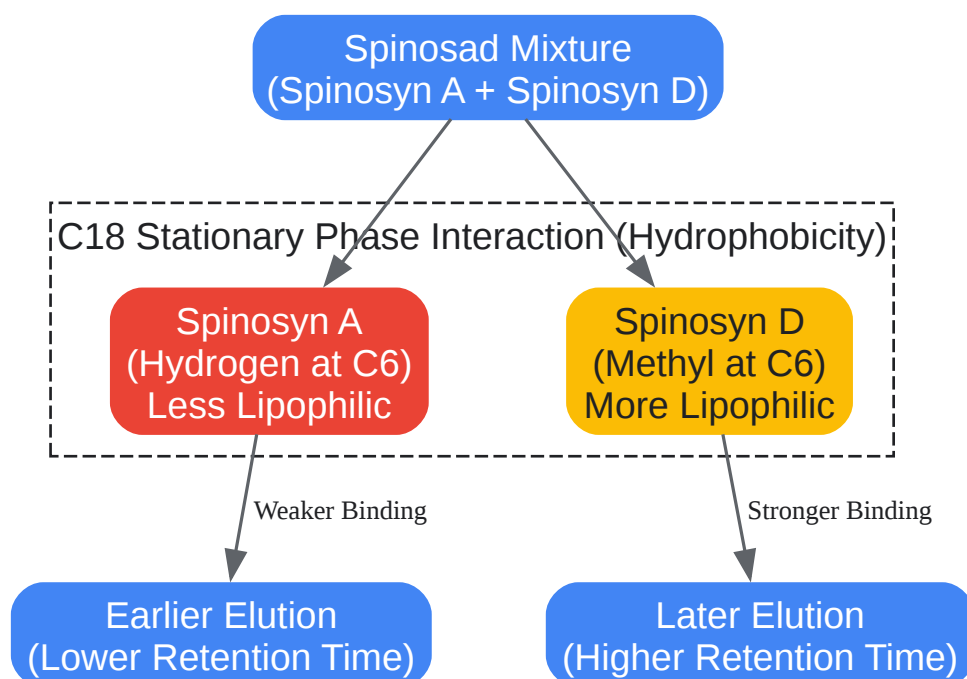 Spinosad Mixture
(Spinosyn A + Spinosyn D)
C18 Stationary Phase Interaction (Hydrophobicity)
Spinosyn A
(Hydrogen at C6)
Less Lipophilic
Spinosyn D
(Methyl at C6)
More Lipophilic
Weaker Binding
Stronger Binding
Earlier Elution
(Lower Retention Time)
Later Elution
(Higher Retention Time)